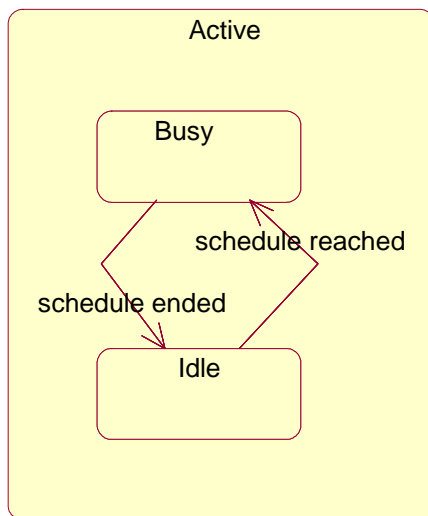 Active
Busy
schedule reached
schedule ended
Idle